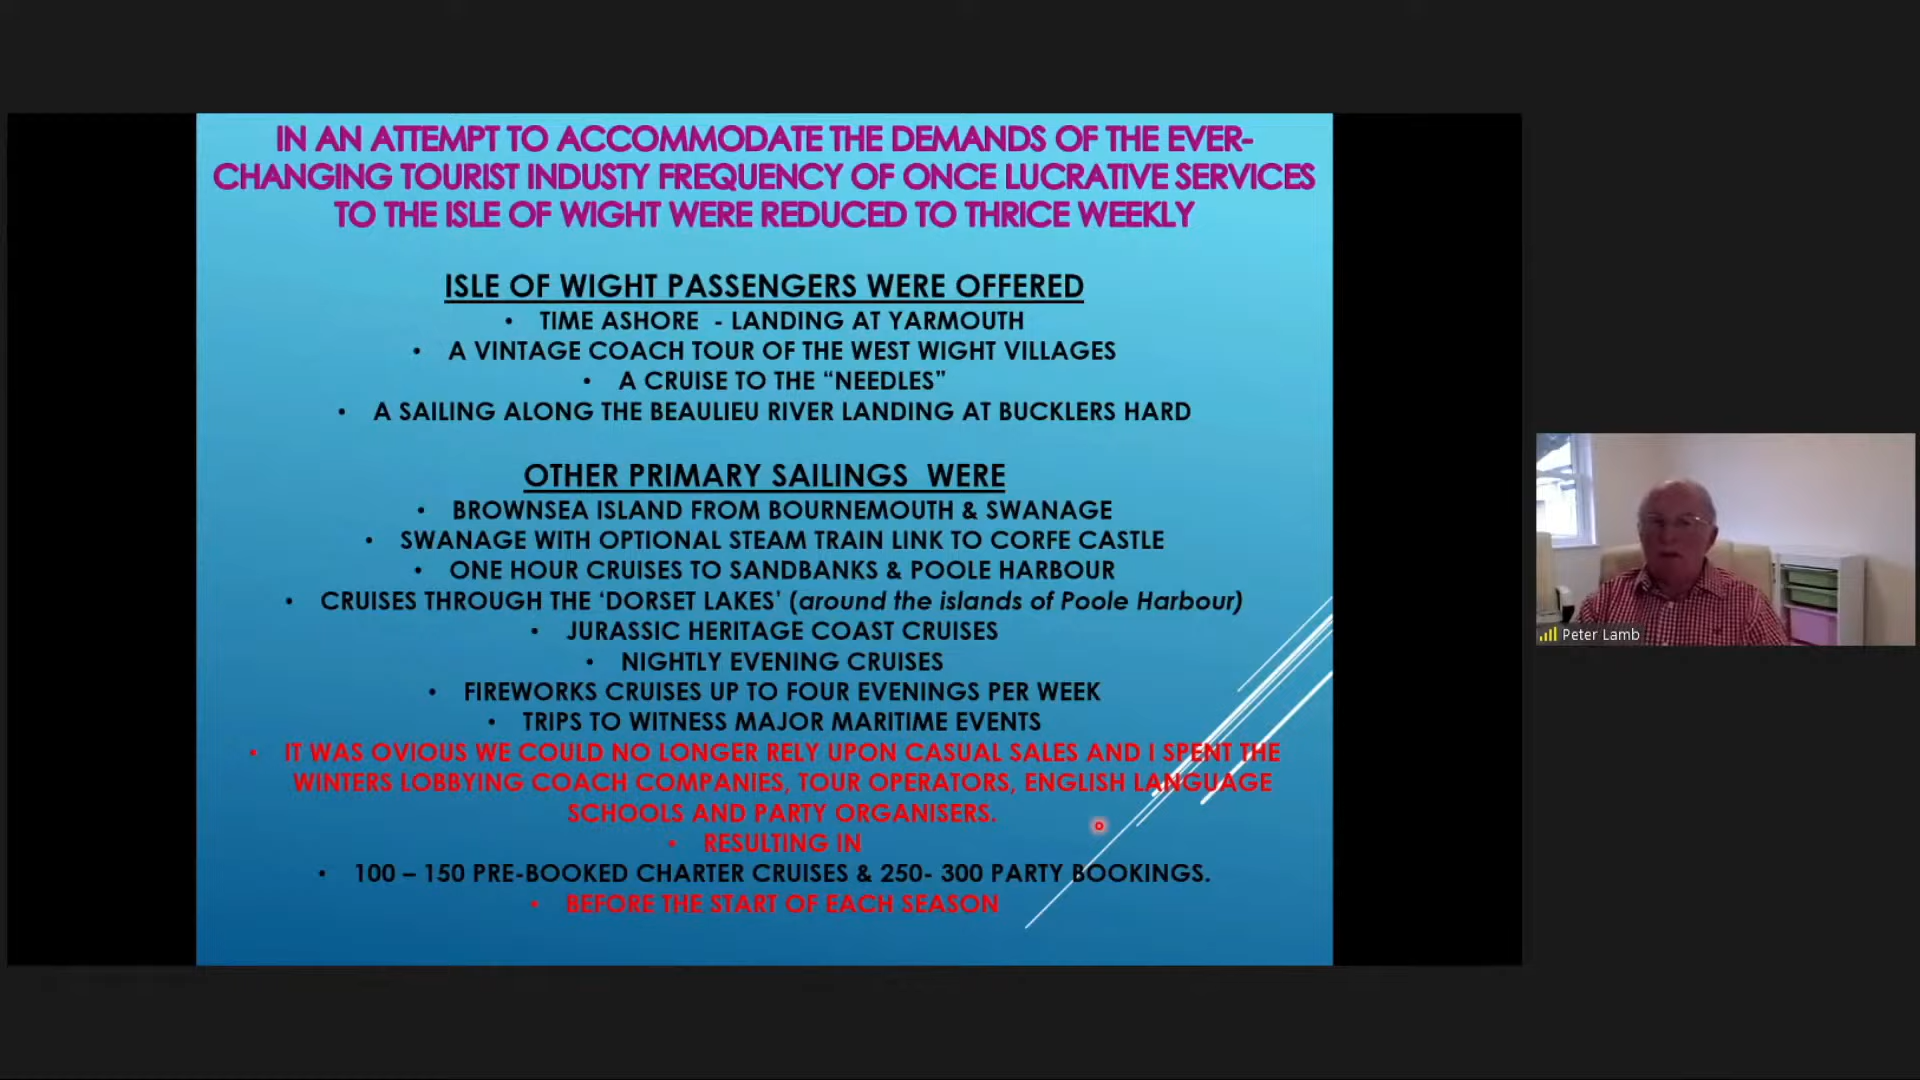 IN AN ATTEMPT TO ACCOMMODATE THE DEMANDS OF THE EVER-
CHANGING TOURIST INDUSTY FREQUENCY OF ONCE LUCRATIVE SERVICES
TO THE ISLE OF WIGHT WERE REDUCED TO THRICE WEEKLY
ISLE OF WIGHT PASSENGERS WERE OFFERED
• TIME ASHORE - LANDING AT YARMOUTH
• A VINTAGE COACH TOUR OF THE WEST WIGHT VILLAGES
• A CRUISE TO THE “NEEDLES”
• A SAILING ALONG THE BEAULIEU RIVER LANDING AT BUCKLERS HARD
OTHER PRIMARY SAILINGS WERE
• BROWNSEA ISLAND FROM BOURNEMOUTH & SWANAGE
• SWANAGE WITH OPTIONAL STEAM TRAIN LINK TO CORFE CASTLE
• ONE HOUR CRUISES TO SANDBANKS & POOLE HARBOUR
• CRUISES THROUGH THE ‘DORSET LAKES’ (around the islands of Poole Harbour)
• JURASSIC HERITAGE COAST CRUISES
• NIGHTLY EVENING CRUISES
• FIREWORKS CRUISES UP TO FOUR EVENINGS PER WEEK
• TRIPS TO WITNESS MAJOR MARITIME EVENTS
• IT WAS OVIOUS WE COULD NO LONGER RELY UPON CASUAL SALES AND I SPENT THE
WINTERS LOBBYING COACH COMPANIES, TOUR OPERATORS, ENGLISH LANGUAGE
SCHOOLS AND PARTY ORGANISERS.
• RESULTING IN
• 100 – 150 PRE-BOOKED CHARTER CRUISES & 250- 300 PARTY BOOKINGS.
• BEFORE THE START OF EACH SEASON
Peter Lamb